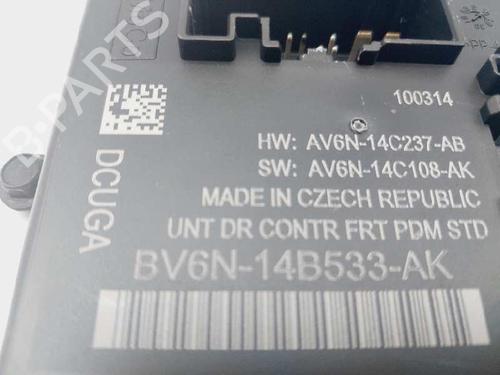 100314
HW: AV6N-14C237-AB
SW: AV6N-14C108-AK
MADE IN CZECH REPUBLIC
UNT DR CONTR FRT PDM STD
BV6N-14B533-AK
DCUGA
B-PARTS